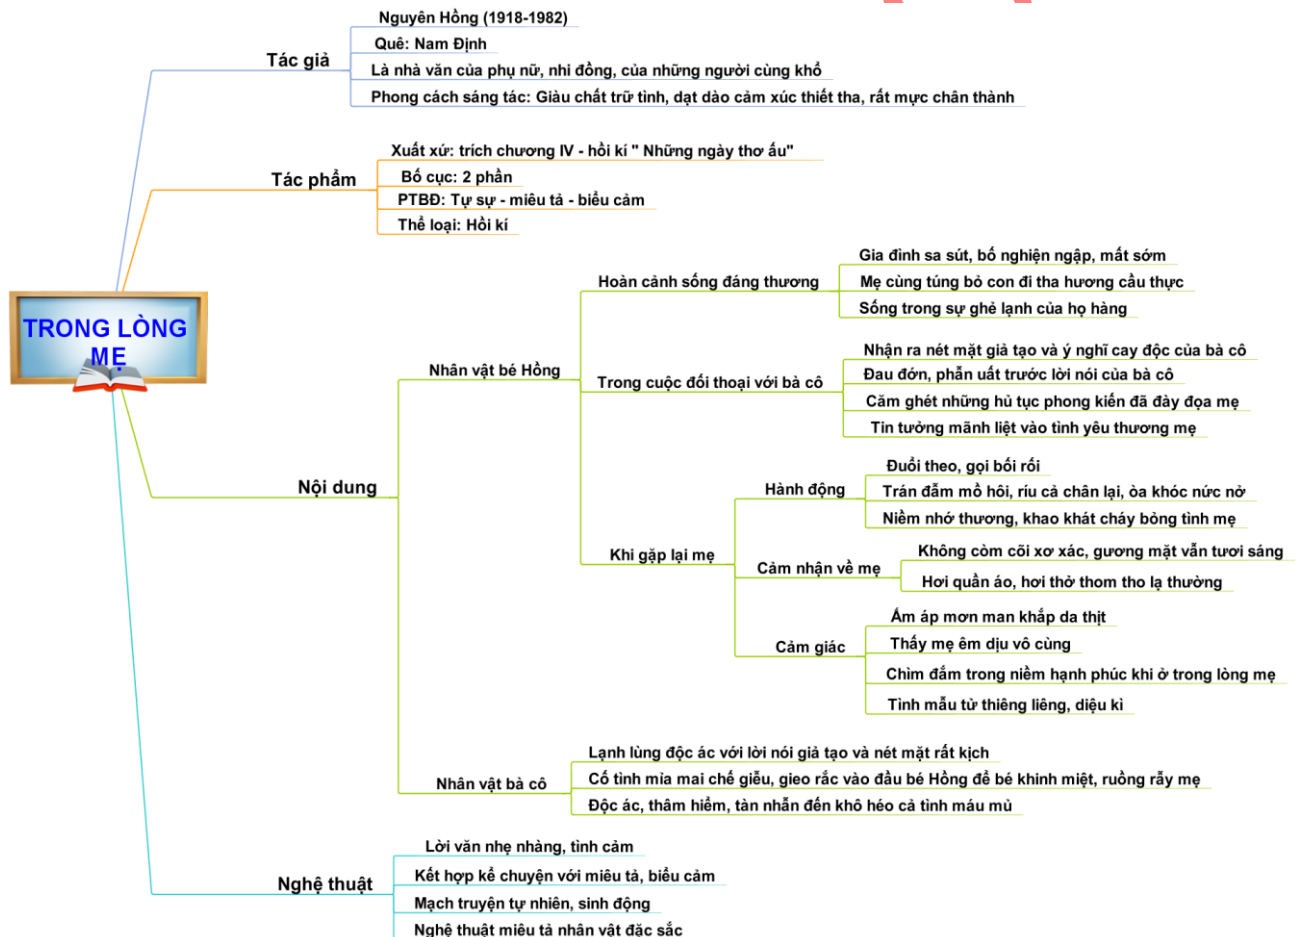 Nguyên Hồng (1918-1982)
Tác giả
Quê: Nam Định
Là nhà văn của phụ nữ, nhi đồng, của những người cùng khổ
Phong cách sáng tác: Giàu chất trữ tình, dạt dào cảm xúc thiết tha, rất mực chân thành
Tác phẩm
Xuất xứ: trích chương IV - hồi kí " Những ngày thơ ấu"
Bố cục: 2 phần
PTBĐ: Tự sự - miêu tả - biểu cảm
Thể loại: Hồi kí
TRONG LÒNG
MẸ
Nội dung
Nhân vật bé Hồng
Hoàn cảnh sống đáng thương
Gia đình sa sút, bố nghiện ngập, mất sớm
Mẹ cùng túng bỏ con đi tha hương cầu thực
Sống trong sự ghẻ lạnh của họ hàng
Trong cuộc đối thoại với bà cô
Nhận ra nét mặt giả tạo và ý nghĩ cay độc của bà cô
Đau đớn, phẫn uất trước lời nói của bà cô
Căm ghét những hủ tục phong kiến đã đày đọa mẹ
Tin tưởng mãnh liệt vào tình yêu thương mẹ
Khi gặp lại mẹ
Hành động
Đuổi theo, gọi bối rối
Trán đẫm mồ hôi, ríu cả chân lại, òa khóc nức nở
Niềm nhớ thương, khao khát cháy bỏng tình mẹ
Cảm nhận về mẹ
Không còm cõi xơ xác, gương mặt vẫn tươi sáng
Hơi quần áo, hơi thở thom tho lạ thường
Cảm giác
Ấm áp mơn man khắp da thịt
Thấy mẹ êm dịu vô cùng
Chìm đắm trong niềm hạnh phúc khi ở trong lòng mẹ
Tình mẫu tử thiêng liêng, diệu kì
Nhân vật bà cô
Lạnh lùng độc ác với lời nói giả tạo và nét mặt rất kịch
Cố tình mỉa mai chế giễu, gieo rắc vào đầu bé Hồng để bé khinh miệt, ruồng rẫy mẹ
Độc ác, thâm hiểm, tàn nhẫn đến khô héo cả tình máu mủ
Nghệ thuật
Lời văn nhẹ nhàng, tình cảm
Kết hợp kể chuyện với miêu tả, biểu cảm
Mạch truyện tự nhiên, sinh động
Nghệ thuật miêu tả nhân vật đặc sắc